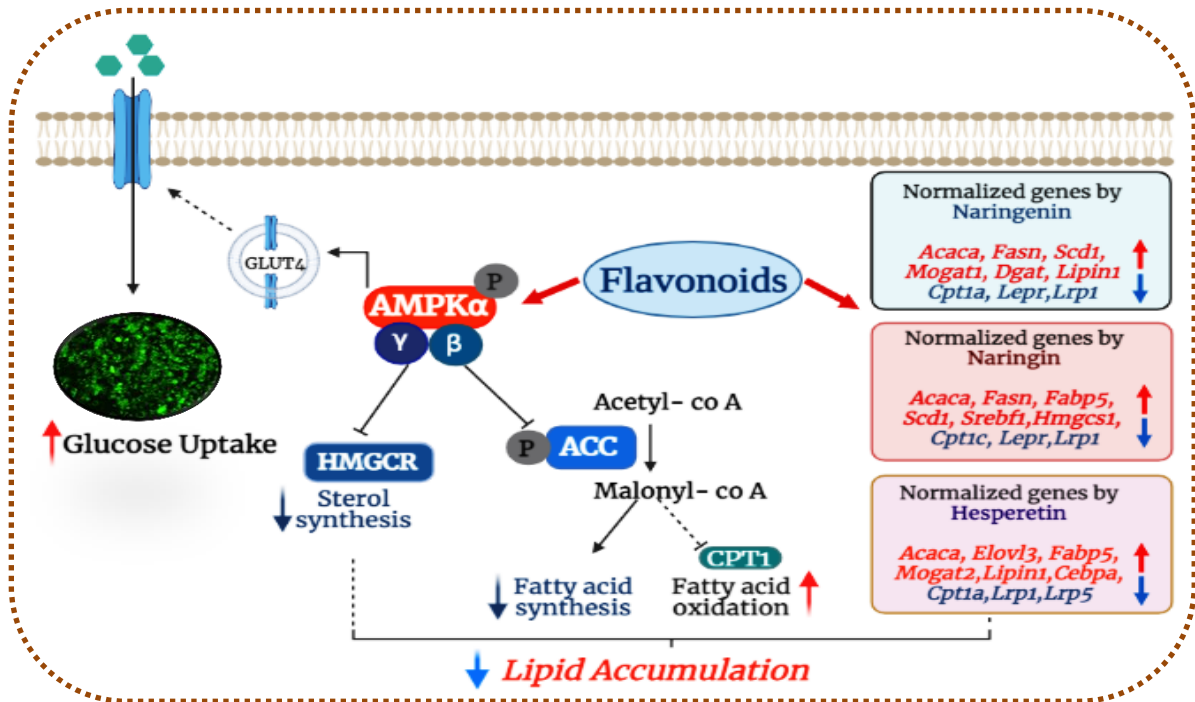 GLUT4
P
AMPKα
γ
β
Flavonoids
Glucose Uptake
HMGCR
Sterol
synthesis
P
ACC
Acetyl- co A
Malonyl- co A
CPT1
Fatty acid
synthesis
Fatty acid
oxidation
Normalized genes by
Naringenin
Acaca, Fasn, Scd1,
Mogat1, Dgat, Lipin1
Cpt1a, Lepr,Lrp1
Normalized genes by
Naringin
Acaca, Fasn, Fabp5,
Scd1, Srebf1,Hmgcs1,
Cpt1c, Lepr,Lrp1
Normalized genes by
Hesperetin
Acaca, Elovl3, Fabp5,
Mogat2,Lipin1,Cebpa,
Cpt1a,Lrp1,Lrp5
Lipid Accumulation